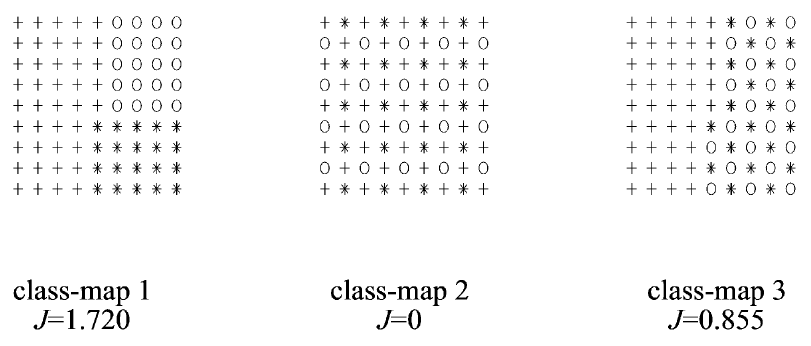 + + + + + O O O O + * + * + * + * + + + + + + * O * O
+ + + + + O O O O O + O + O + O + O + + + + + O * O *
+ + + + + O O O O + * + * + * + * + + + + + + * O * O
+ + + + + O O O O O + O + O + O + O + + + + + O * O *
+ + + + + O O O O + * + * + * + * + + + + + + * O * O
+ + + + * * * * * O + O + O + O + O + + + + * O * O *
+ + + + * * * * * + * + * + * + * + + + + + O * O * O
+ + + + * * * * * O + O + O + O + O + + + + * O * O *
+ + + + * * * * * + * + * + * + * + + + + + O * O * O
class-map 1 class-map 2 class-map 3
J=1.720 J=0 J=0.855